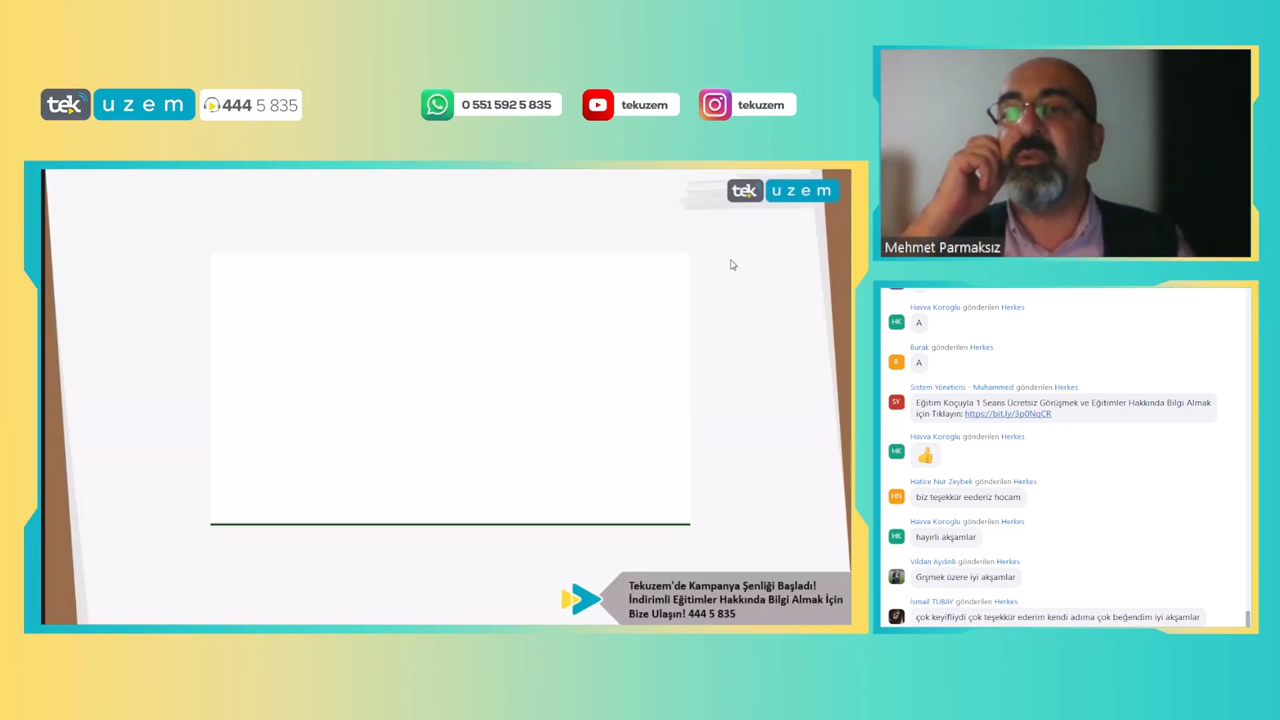 tek uzem 444 5 835
0 551 592 5 835
tekuzem
tekuzem
tek uzem
Tekuzem'de Kampanya Şenliği Başladı!
İndirimli Eğitimler Hakkında Bilgi Almak İçin
Bize Ulaşın! 444 5 835
Mehmet Parmaksız
Havva Koroglu gönderilen Herkes
HK A
Burak gönderilen Herkes
B A
Sistem Yöneticisi - Muhammed gönderilen Herkes
SY Eğitim Koçuyla 1 Seans Ücretsiz Görüşmek ve Eğitimler Hakkında Bilgi Almak
için Tıklayın: https://bit.ly/3p0NqCR
Havva Koroglu gönderilen Herkes
HK
Hatice Nur Zeybek gönderilen Herkes
HN biz teşekkür eederiz hocam
Havva Koroglu gönderilen Herkes
HK hayırlı akşamlar
Vildan Aydınlı gönderilen Herkes
Grşmek üzere iyi akşamlar
İsmail TUBAY gönderilen Herkes
çok keyifliydi çok teşekkür ederim kendi adıma çok beğendim iyi akşamlar